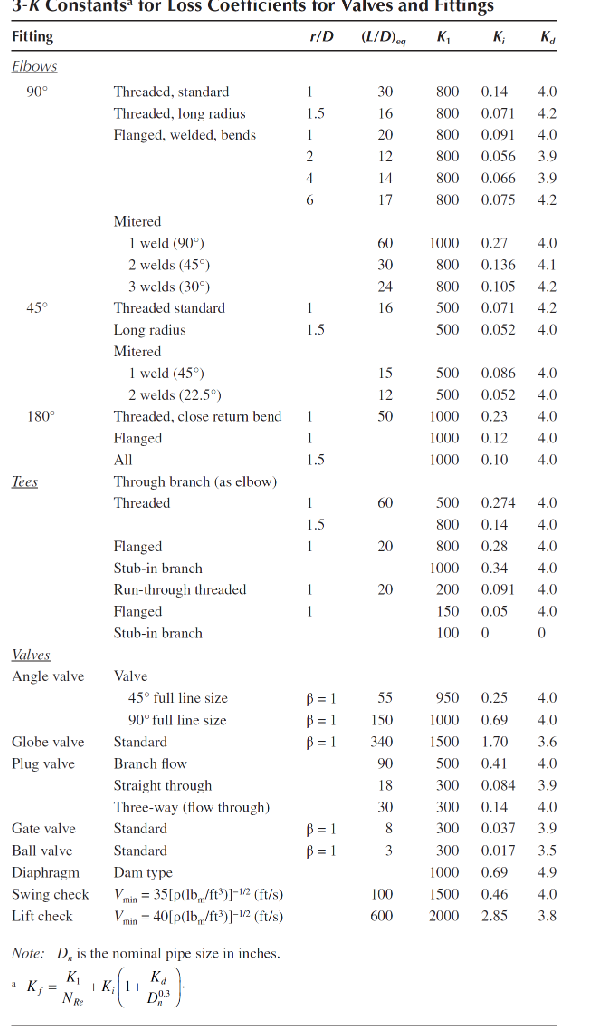 3-K Constantsᵃ for Loss Coefficients for Valves and Fittings
Fitting r/D (L/D)eq K1 Ki Kd
Elbows
90° Threaded, standard 1 30 800 0.14 4.0
Threaded, long radius 1.5 16 800 0.071 4.2
Flanged, welded, bends 1 20 800 0.091 4.0
2 12 800 0.056 3.9
4 14 800 0.066 3.9
6 17 800 0.075 4.2
Mitered
1 weld (90°) 60 1000 0.27 4.0
2 welds (45°) 30 800 0.136 4.1
3 welds (30°) 24 800 0.105 4.2
45° Threaded standard 1 16 500 0.071 4.2
Long radius 1.5 500 0.052 4.0
Mitered
1 weld (45°) 15 500 0.086 4.0
2 welds (22.5°) 12 500 0.052 4.0
180° Threaded, close return bend 1 50 1000 0.23 4.0
Flanged 1 1000 0.12 4.0
All 1.5 1000 0.10 4.0
Tees Through branch (as elbow)
Threaded 1 60 500 0.274 4.0
1.5 800 0.14 4.0
Flanged 1 20 800 0.28 4.0
Stub-in branch 1000 0.34 4.0
Run-through threaded 1 20 200 0.091 4.0
Flanged 1 150 0.05 4.0
Stub-in branch 100 0 0
Valves
Angle valve Valve
45° full line size β = 1 55 950 0.25 4.0
90° full line size β = 1 150 1000 0.69 4.0
Globe valve Standard β = 1 340 1500 1.70 3.6
Plug valve Branch flow 90 500 0.41 4.0
Straight through 18 300 0.084 3.9
Three-way (flow through) 30 300 0.14 4.0
Gate valve Standard β = 1 8 300 0.037 3.9
Ball valve Standard β = 1 3 300 0.017 3.5
Diaphragm Dam type 1000 0.69 4.9
Swing check Vmin = 35[ρ(lbm/ft³)]^−1/2 (ft/s) 100 1500 0.46 4.0
Lift check Vmin = 40[ρ(lbm/ft³)]^−1/2 (ft/s) 600 2000 2.85 3.8
Note: Dn is the nominal pipe size in inches.
ᵃ Kf = K1/NRe + Ki(1 + Kd/Dn^0.3).